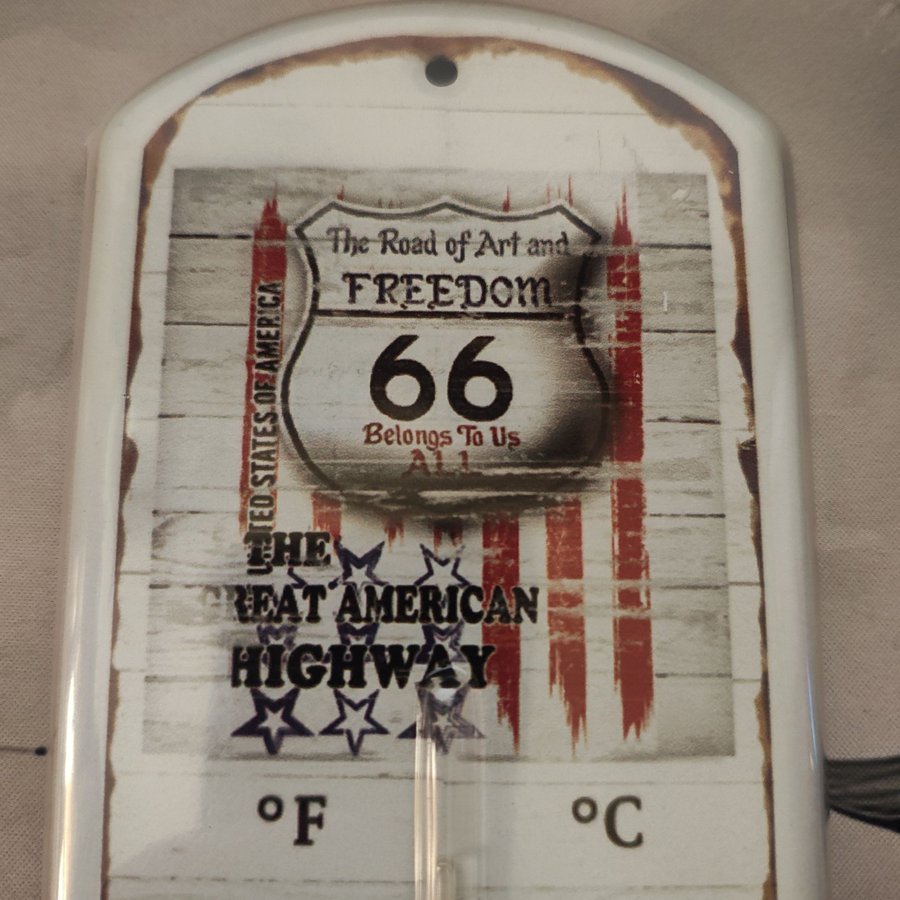 The Road of Art and
FREEDOM
66
Belongs To Us
ALL
UNITED STATES OF AMERICA
THE
GREAT AMERICAN
HIGHWAY
°F
°C